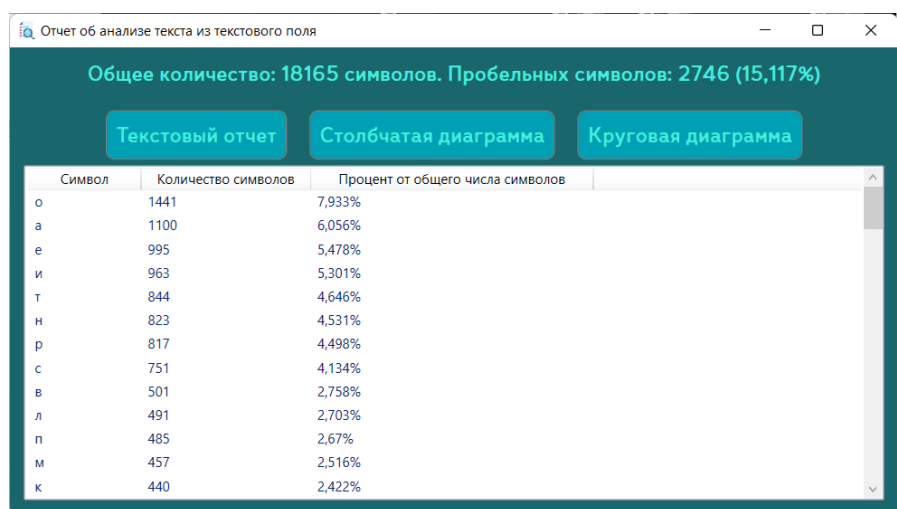 Отчет об анализе текста из текстового поля
Общее количество: 18165 символов. Пробельных символов: 2746 (15,117%)
Текстовый отчет Столбчатая диаграмма Круговая диаграмма
Символ Количество символов Процент от общего числа символов
о 1441 7,933%
а 1100 6,056%
е 995 5,478%
и 963 5,301%
т 844 4,646%
н 823 4,531%
р 817 4,498%
с 751 4,134%
в 501 2,758%
л 491 2,703%
п 485 2,67%
м 457 2,516%
к 440 2,422%